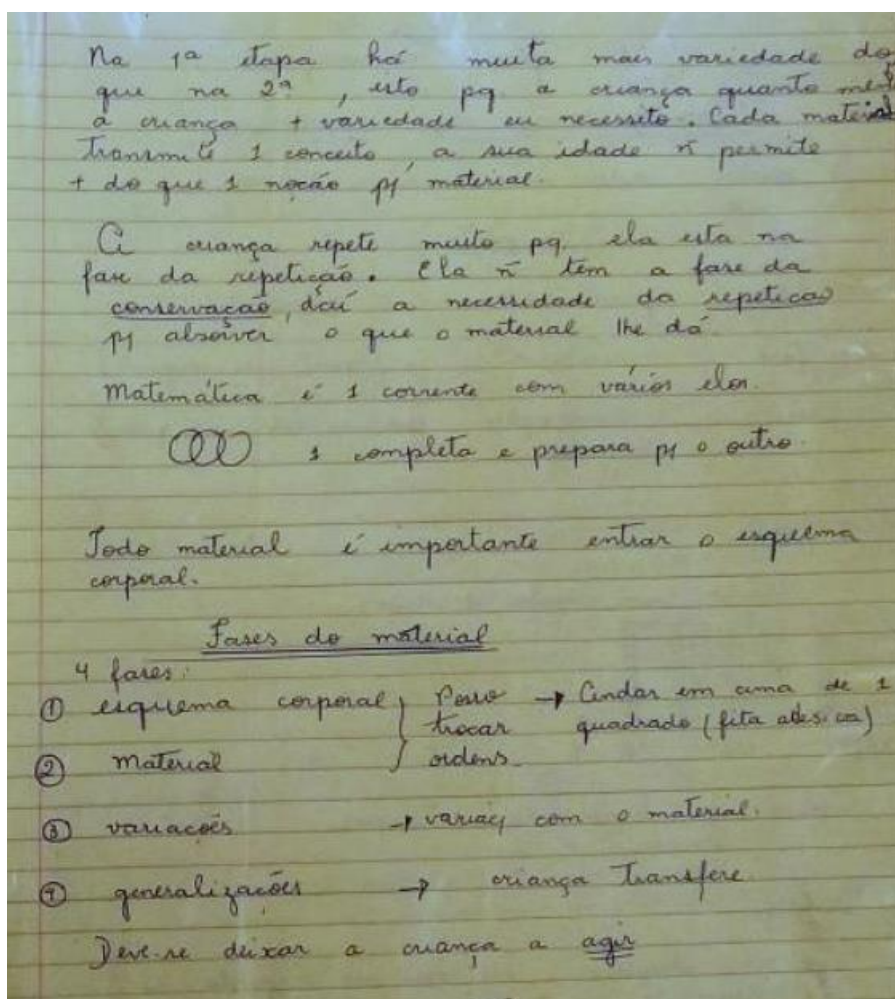 Na 1ª etapa há muita mais variedade do
que na 2ª, isto pq a criança quanto
a criança + variedade eu necessito. Cada material
transmite 1 conceito, a sua idade ñ permite
+ do que 1 noção p/ material.
A criança repete muito pq. ela esta na
fase da repetição. Ela ñ tem a fase da
conservação, daí a necessidade da repeticao
p/ absorver o que o material lhe dá.
Matemática é 1 corrente com vários elos.
1 completa e prepara p/ o outro.
Todo material é importante entrar o esquema
corporal.
Fases do material
4 fases:
① esquema corporal } Posso → Andar em cima de 1
trocar quadrado (fita adesiva)
② material ordens.
③ variações → variaç com o material.
④ generalizações → criança transfere.
Deve-se deixar a criança a agir